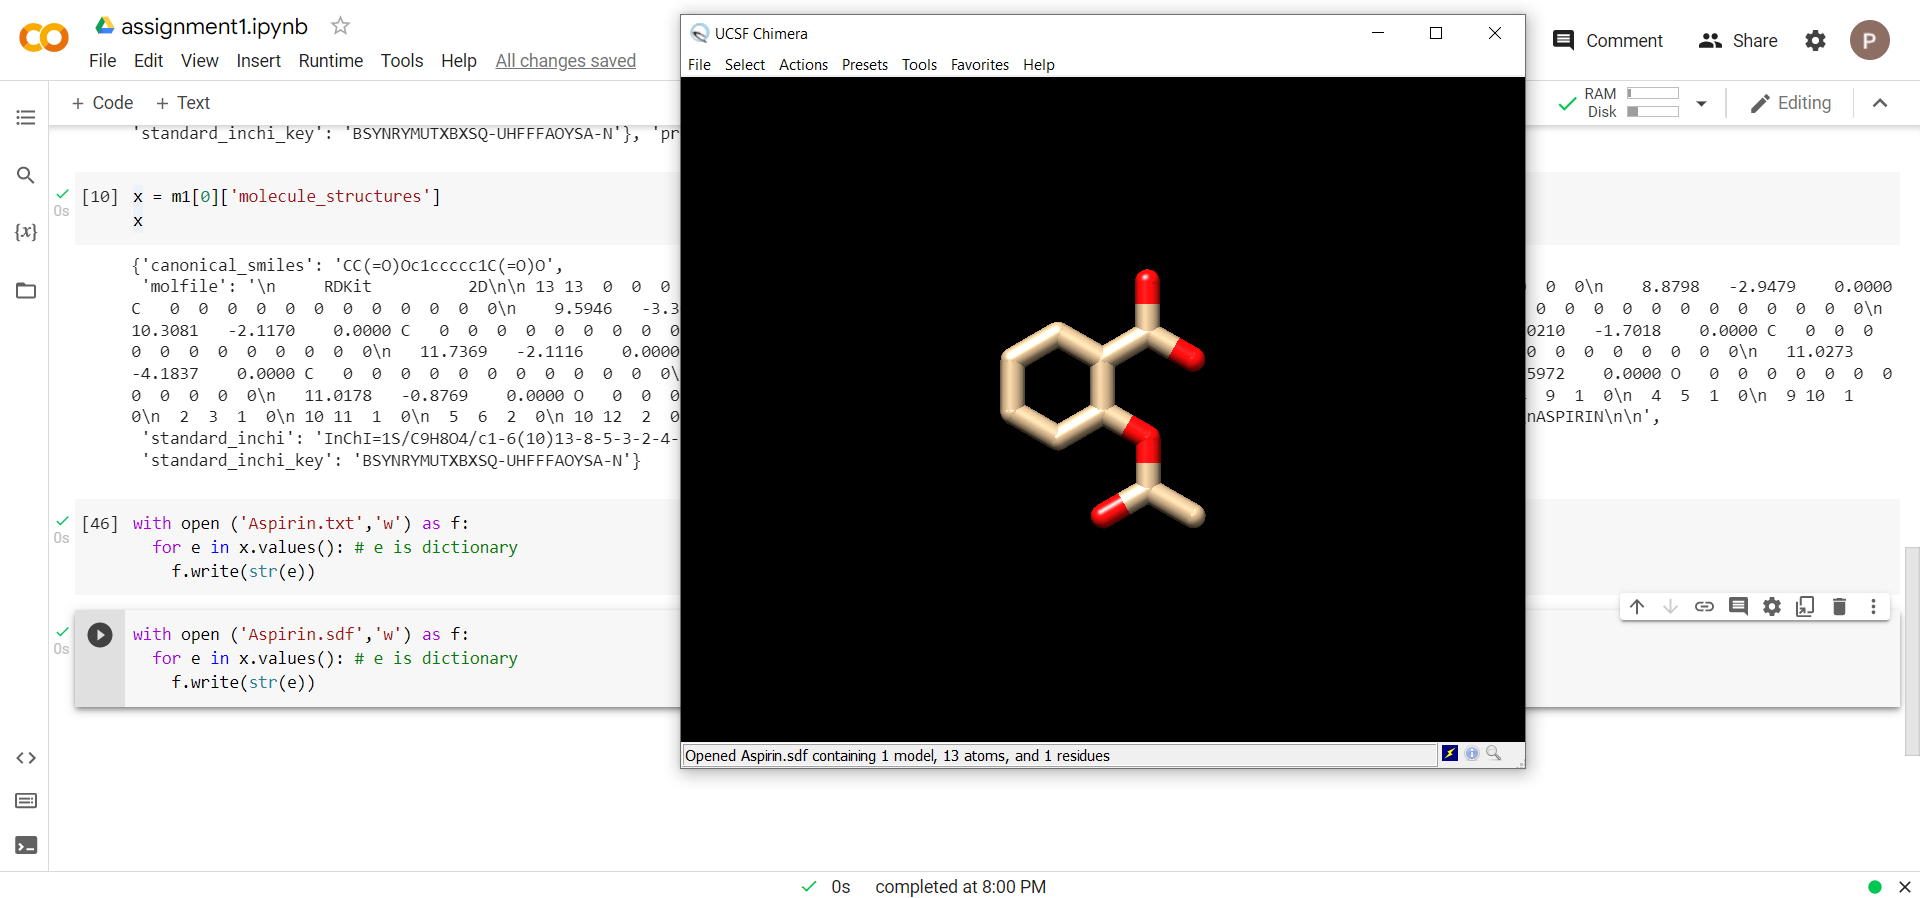 assignment1.ipynb
File Edit View Insert Runtime Tools Help All changes saved
Comment Share P
+ Code + Text
RAM
Disk
Editing
'standard_inchi_key': 'BSYNRYMUTXBXSQ-UHFFFAOYSA-N'}, 'pr
[10] x = m1[0]['molecule_structures']
0s
x
{'canonical_smiles': 'CC(=O)Oc1ccccc1C(=O)O',
'molfile': '\n RDKit 2D\n\n 13 13 0 0 0 0 0 0\n 8.8798 -2.9479 0.0000
C 0 0 0 0 0 0 0 0 0 0 0 0\n 9.5946 -3.3 0 0 0 0 0 0 0 0 0 0 0 0\n
10.3081 -2.1170 0.0000 C 0 0 0 0 0 0 0 0 0 0210 -1.7018 0.0000 C 0 0 0
0 0 0 0 0 0 0 0 0\n 11.7369 -2.1116 0.0000 0 0 0 0 0 0 0 0\n 11.0273
-4.1837 0.0000 C 0 0 0 0 0 0 0 0 0 0 0 0\ 5972 0.0000 O 0 0 0 0 0 0 0
0 0 0 0 0\n 11.0178 -0.8769 0.0000 O 0 0 0 9 1 0\n 4 5 1 0\n 9 10 1
0\n 2 3 1 0\n 10 11 1 0\n 5 6 2 0\n 10 12 2 0 nASPIRIN\n\n',
'standard_inchi': 'InChI=1S/C9H8O4/c1-6(10)13-8-5-3-2-4-
'standard_inchi_key': 'BSYNRYMUTXBXSQ-UHFFFAOYSA-N'}
[46] with open ('Aspirin.txt','w') as f:
0s
for e in x.values(): # e is dictionary
f.write(str(e))
with open ('Aspirin.sdf','w') as f:
0s
for e in x.values(): # e is dictionary
f.write(str(e))
UCSF Chimera
File Select Actions Presets Tools Favorites Help
Opened Aspirin.sdf containing 1 model, 13 atoms, and 1 residues
0s completed at 8:00 PM